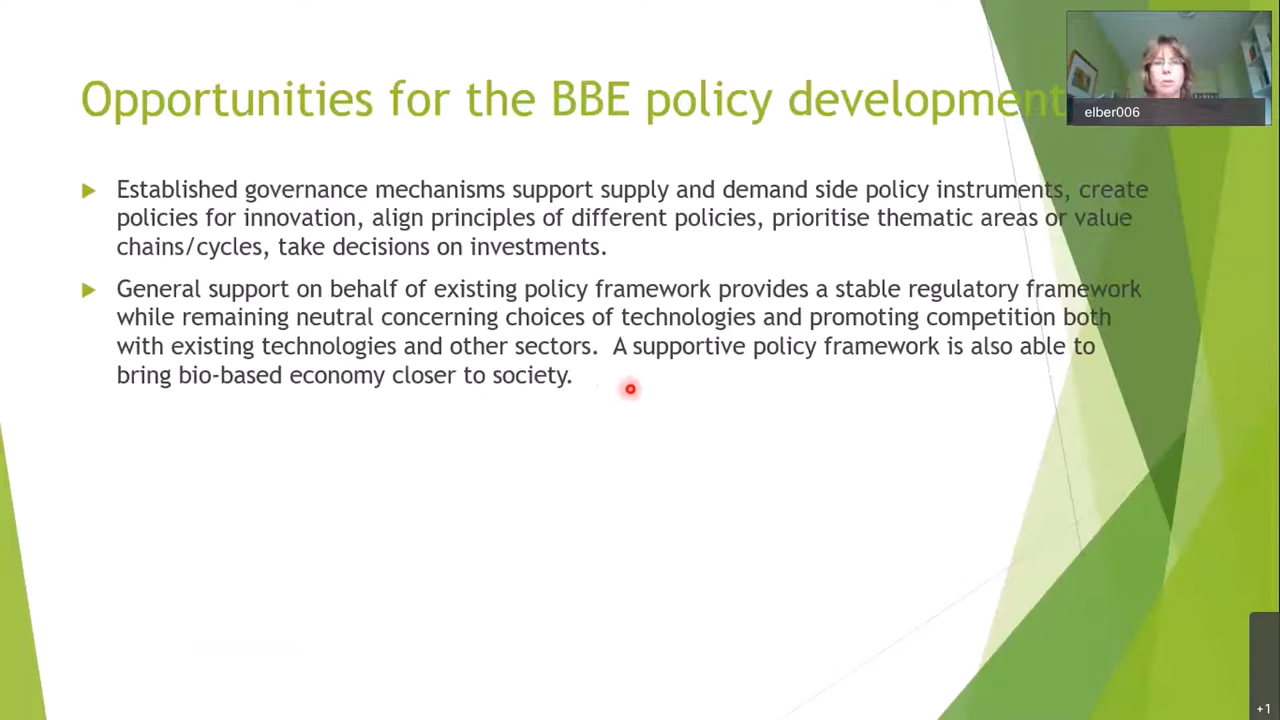 Opportunities for the BBE policy development
elber006
Established governance mechanisms support supply and demand side policy instruments, create
policies for innovation, align principles of different policies, prioritise thematic areas or value
chains/cycles, take decisions on investments.
General support on behalf of existing policy framework provides a stable regulatory framework
while remaining neutral concerning choices of technologies and promoting competition both
with existing technologies and other sectors.  A supportive policy framework is also able to
bring bio-based economy closer to society.
+1